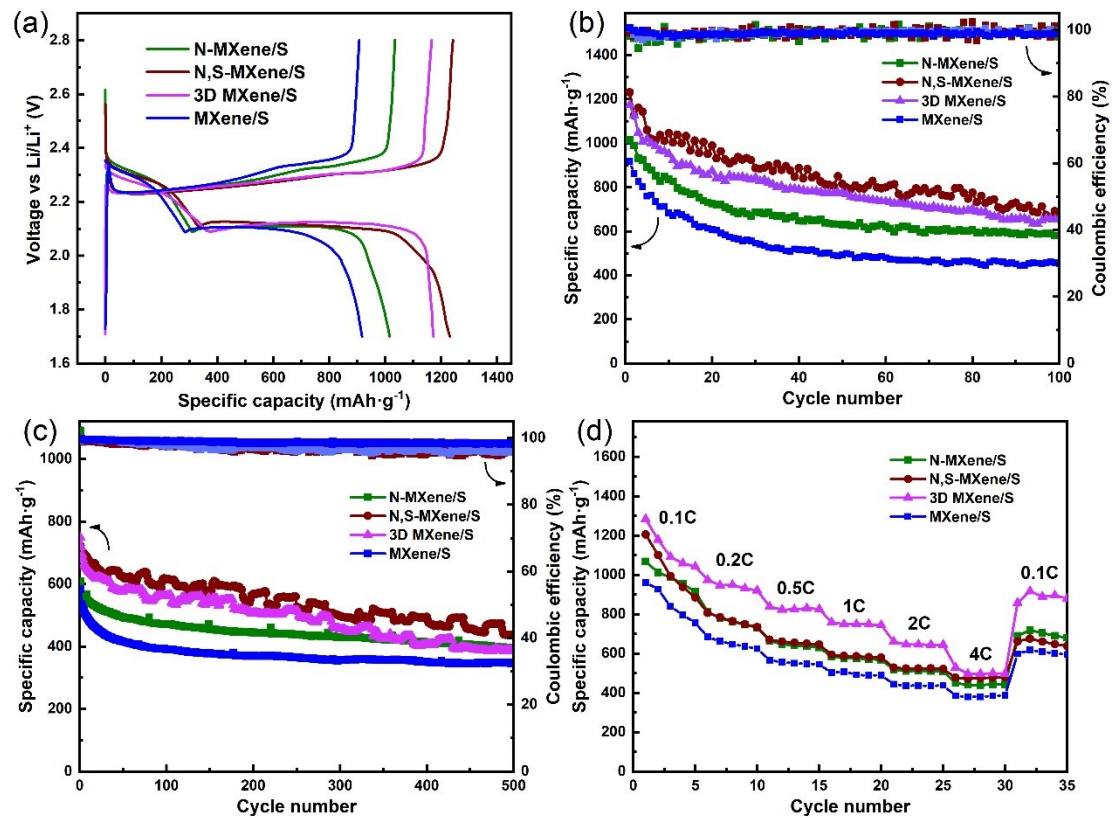 (a)
N-MXene/S
N,S-MXene/S
3D MXene/S
MXene/S
Voltage vs Li/Li⁺ (V)
2.8
2.4
2.0
1.6
0 200 400 600 800 1000 1200 1400
Specific capacity (mAh·g⁻¹)
(b)
N-MXene/S
N,S-MXene/S
3D MXene/S
MXene/S
Specific capacity (mAh·g⁻¹)
1400
1200
1000
800
600
400
200
0
0 20 40 60 80 100
Cycle number
100
80
60
40
20
0
Coulombic efficiency (%)
(c)
N-MXene/S
N,S-MXene/S
3D MXene/S
MXene/S
Specific capacity (mAh·g⁻¹)
1000
800
600
400
200
0
0 100 200 300 400 500
Cycle number
100
80
60
40
20
0
Coulombic efficiency (%)
(d)
N-MXene/S
N,S-MXene/S
3D MXene/S
MXene/S
Specific capacity (mAh·g⁻¹)
1600
1400
1200
1000
800
600
400
200
0
0.1C
0.2C
0.5C
1C
2C
4C
0.1C
0 5 10 15 20 25 30 35
Cycle number